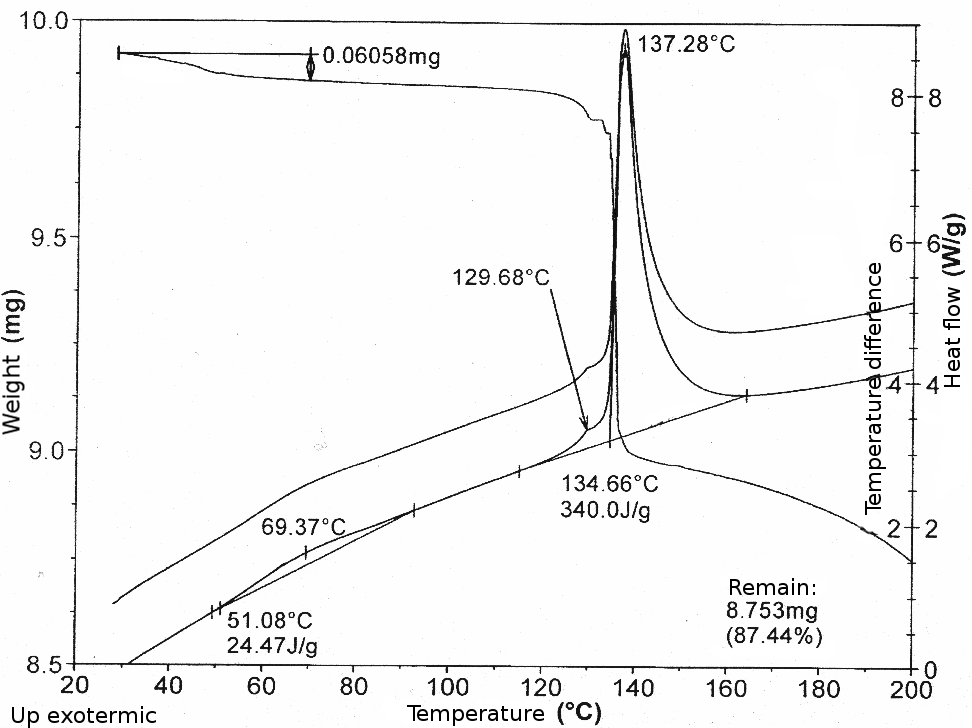 10.0
0.06058mg
137.28°C
8
8
9.5
6
6
129.68°C
Weight (mg)
Temperature difference
Heat flow (W/g)
4
4
9.0
134.66°C
340.0J/g
69.37°C
2
2
Remain:
8.753mg
(87.44%)
51.08°C
24.47J/g
8.5
0
20
40
60
80
100
120
140
160
180
200
Up exotermic
Temperature (°C)